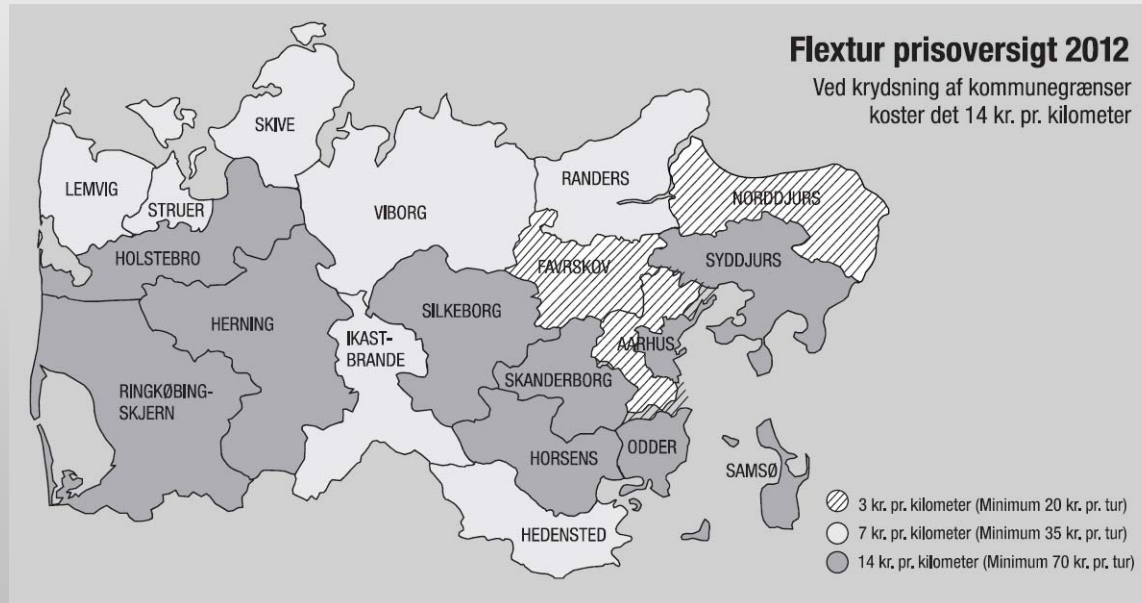 Flextur prisoversigt 2012
Ved krydsning af kommunegrænser
koster det 14 kr. pr. kilometer
SKIVE
LEMVIG
STRUER
VIBORG
RANDERS
NORDDJURS
HOLSTEBRO
FAVRSKOV
SYDDJURS
HERNING
SILKEBORG
IKAST-
BRANDE
AARHUS
SKANDERBORG
RINGKØBING-
SKJERN
HORSENS
ODDER
SAMSØ
HEDENSTED
3 kr. pr. kilometer (Minimum 20 kr. pr. tur)
7 kr. pr. kilometer (Minimum 35 kr. pr. tur)
14 kr. pr. kilometer (Minimum 70 kr. pr. tur)